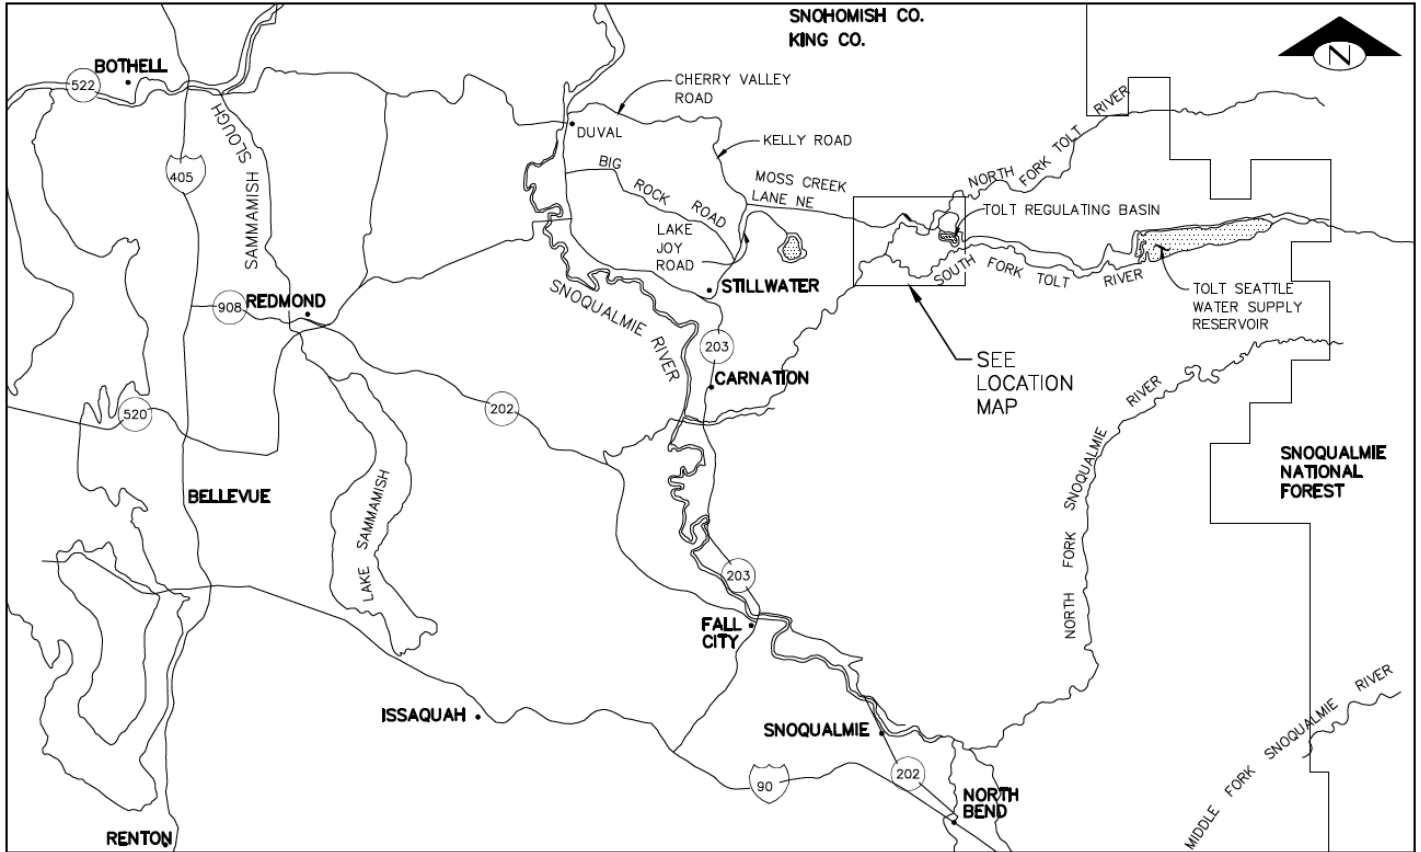 SNOHOMISH CO.
KING CO.
N
BOTHELL
522
CHERRY VALLEY
ROAD
DUVAL
KELLY ROAD
405
SAMMAMISH SLOUGH
BIG ROCK ROAD
MOSS CREEK
LANE NE
NORTH FORK TOLT RIVER
TOLT REGULATING BASIN
LAKE
JOY
ROAD
SOUTH FORK TOLT RIVER
STILLWATER
TOLT SEATTLE
WATER SUPPLY
RESERVOIR
908
REDMOND
SNOQUALMIE RIVER
203
SEE
LOCATION
MAP
CARNATION
520
202
NORTH FORK SNOQUALMIE RIVER
SNOQUALMIE
NATIONAL
FOREST
BELLEVUE
LAKE SAMMAMISH
203
FALL
CITY
ISSAQUAH
SNOQUALMIE
90
202
NORTH
BEND
MIDDLE FORK SNOQUALMIE RIVER
RENTON